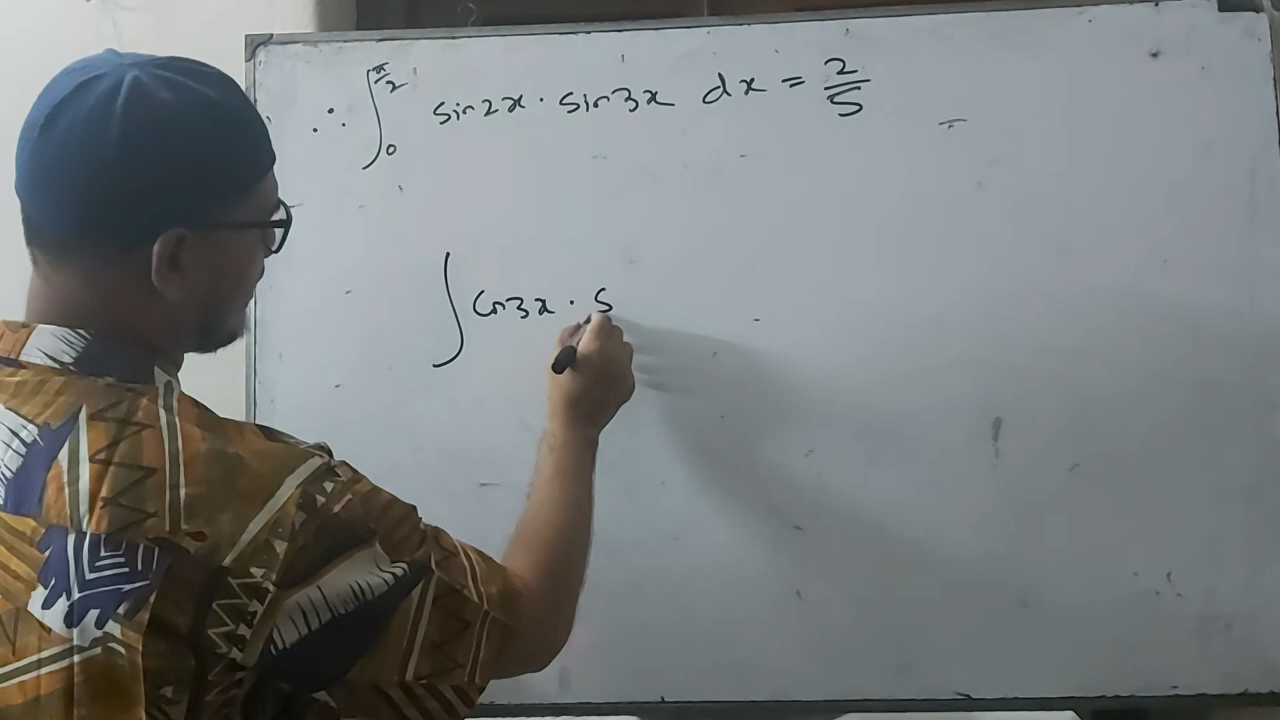 ∴ ∫₀^(π/2) sin2x · sin3x dx = 2/5
∫ cos3x · s